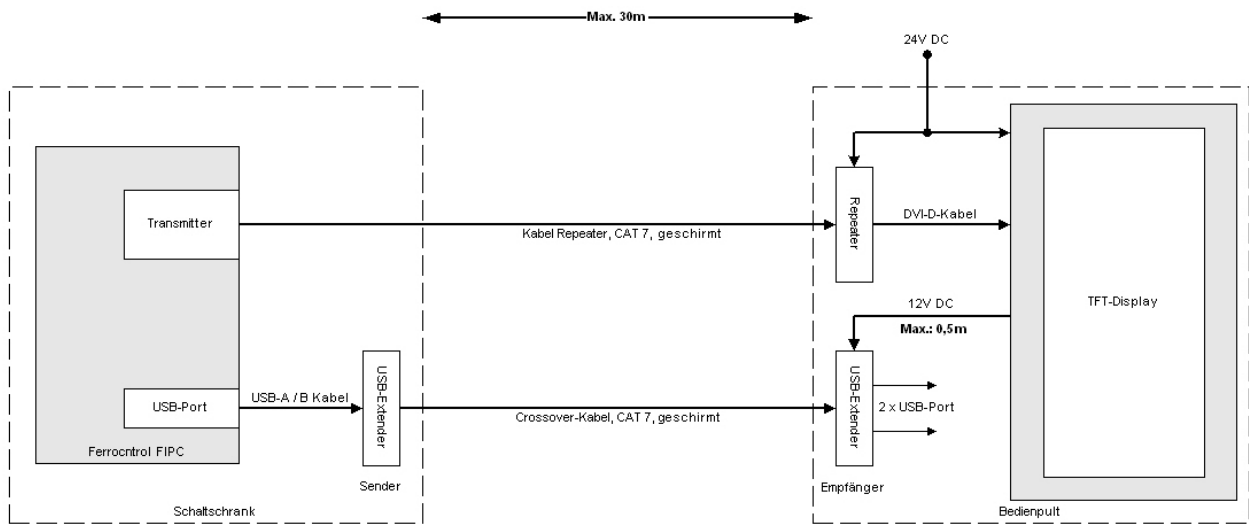 Max. 30m
24V DC
Transmitter
Kabel Repeater, CAT 7, geschirmt
Repeater
DVI-D-Kabel
TFT-Display
12V DC
Max.: 0,5m
USB-Port
USB-A / B Kabel
USB-Extender
Crossover-Kabel, CAT 7, geschirmt
USB-Extender
2 x USB-Port
Ferrocntrol FIPC
Sender
Empfänger
Schaltschrank
Bedienpult